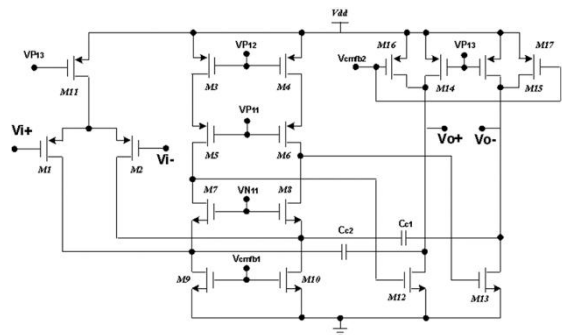 Vdd
VP12
M16
VP13
M17
Vcmfb2
VP13
M11
M3
M4
M14
M15
VP11
Vi+
Vo+
Vo-
M1
M2
Vi-
M5
M6
M7
VN11
M8
Cc1
Cc2
Vcmfb1
M9
M10
M12
M13